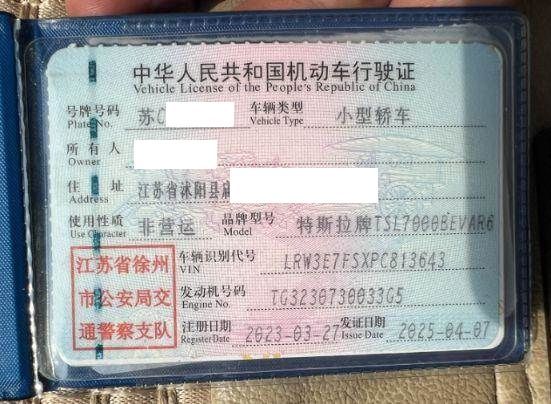 中华人民共和国机动车行驶证
Vehicle License of the People's Republic of China
号牌号码 苏C 车辆类型 小型轿车
Plate No. Vehicle Type
所有人
Owner
住址 江苏省沭阳县
Address
使用性质 非营运 品牌型号 特斯拉牌TSL7000BEVAR6
Use Character Model
江苏省徐州
市公安局交
通警察支队
车辆识别代号 LRW3E7FSXPC813643
VIN
发动机号码 TG3230730033G5
Engine No.
注册日期 2023-03-27 发证日期 2025-04-07
Register Date Issue Date